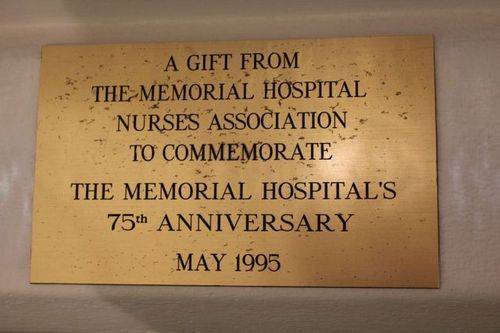 A GIFT FROM
THE MEMORIAL HOSPITAL
NURSES ASSOCIATION
TO COMMEMORATE
THE MEMORIAL HOSPITAL'S
75th ANNIVERSARY
MAY 1995